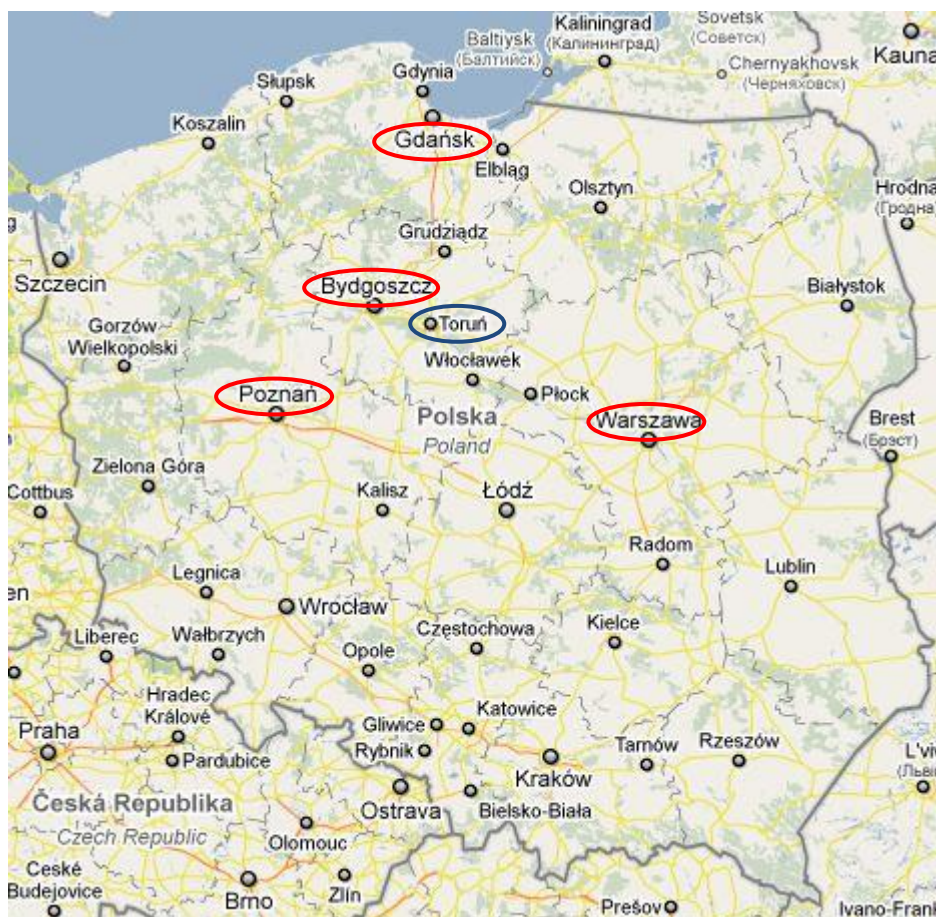 Kaliningrad
(Калининград)
Sovetsk
(Советск)
Baltiysk
(Балтийск)
Kauna
Gdynia
Chernyakhovsk
(Черняховск)
Słupsk
Koszalin
Gdańsk
Elbląg
Olsztyn
Hrodna
(Гродна)
g
Grudziądz
Szczecin
Bydgoszcz
Białystok
Toruń
Gorzów
Wielkopolski
Włocławek
Poznań
Płock
Polska
Poland
Warszawa
Brest
(Брэст)
Zielona Góra
Cottbus
Kalisz
Łódź
Radom
Lublin
Legnica
en
Wrocław
Liberec
Wałbrzych
Częstochowa
Kielce
Opole
Hradec
Králové
Gliwice
Katowice
Praha
Rybnik
Tarnów
Rzeszów
L'viv
Pardubice
Kraków
Česká Republika
Czech Republic
Ostrava
Bielsko-Biała
Olomouc
České
Budejovice
Brno
Zlín
Prešov
Ivano-Frank